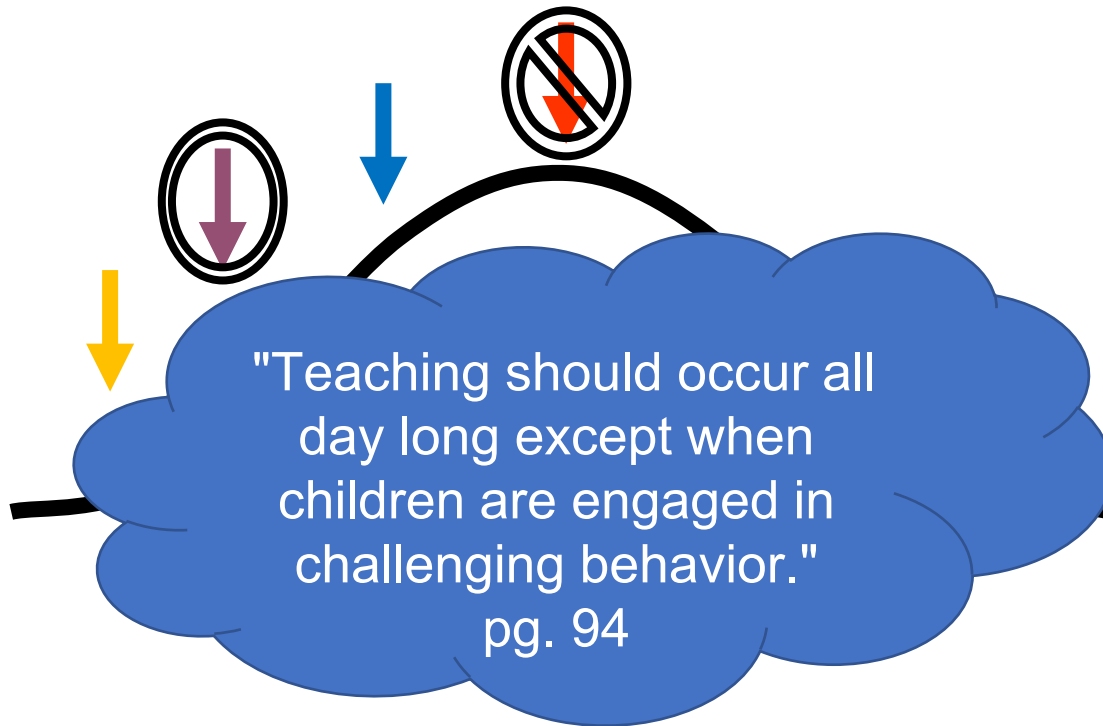 "Teaching should occur all
day long except when
children are engaged in
challenging behavior."
pg. 94